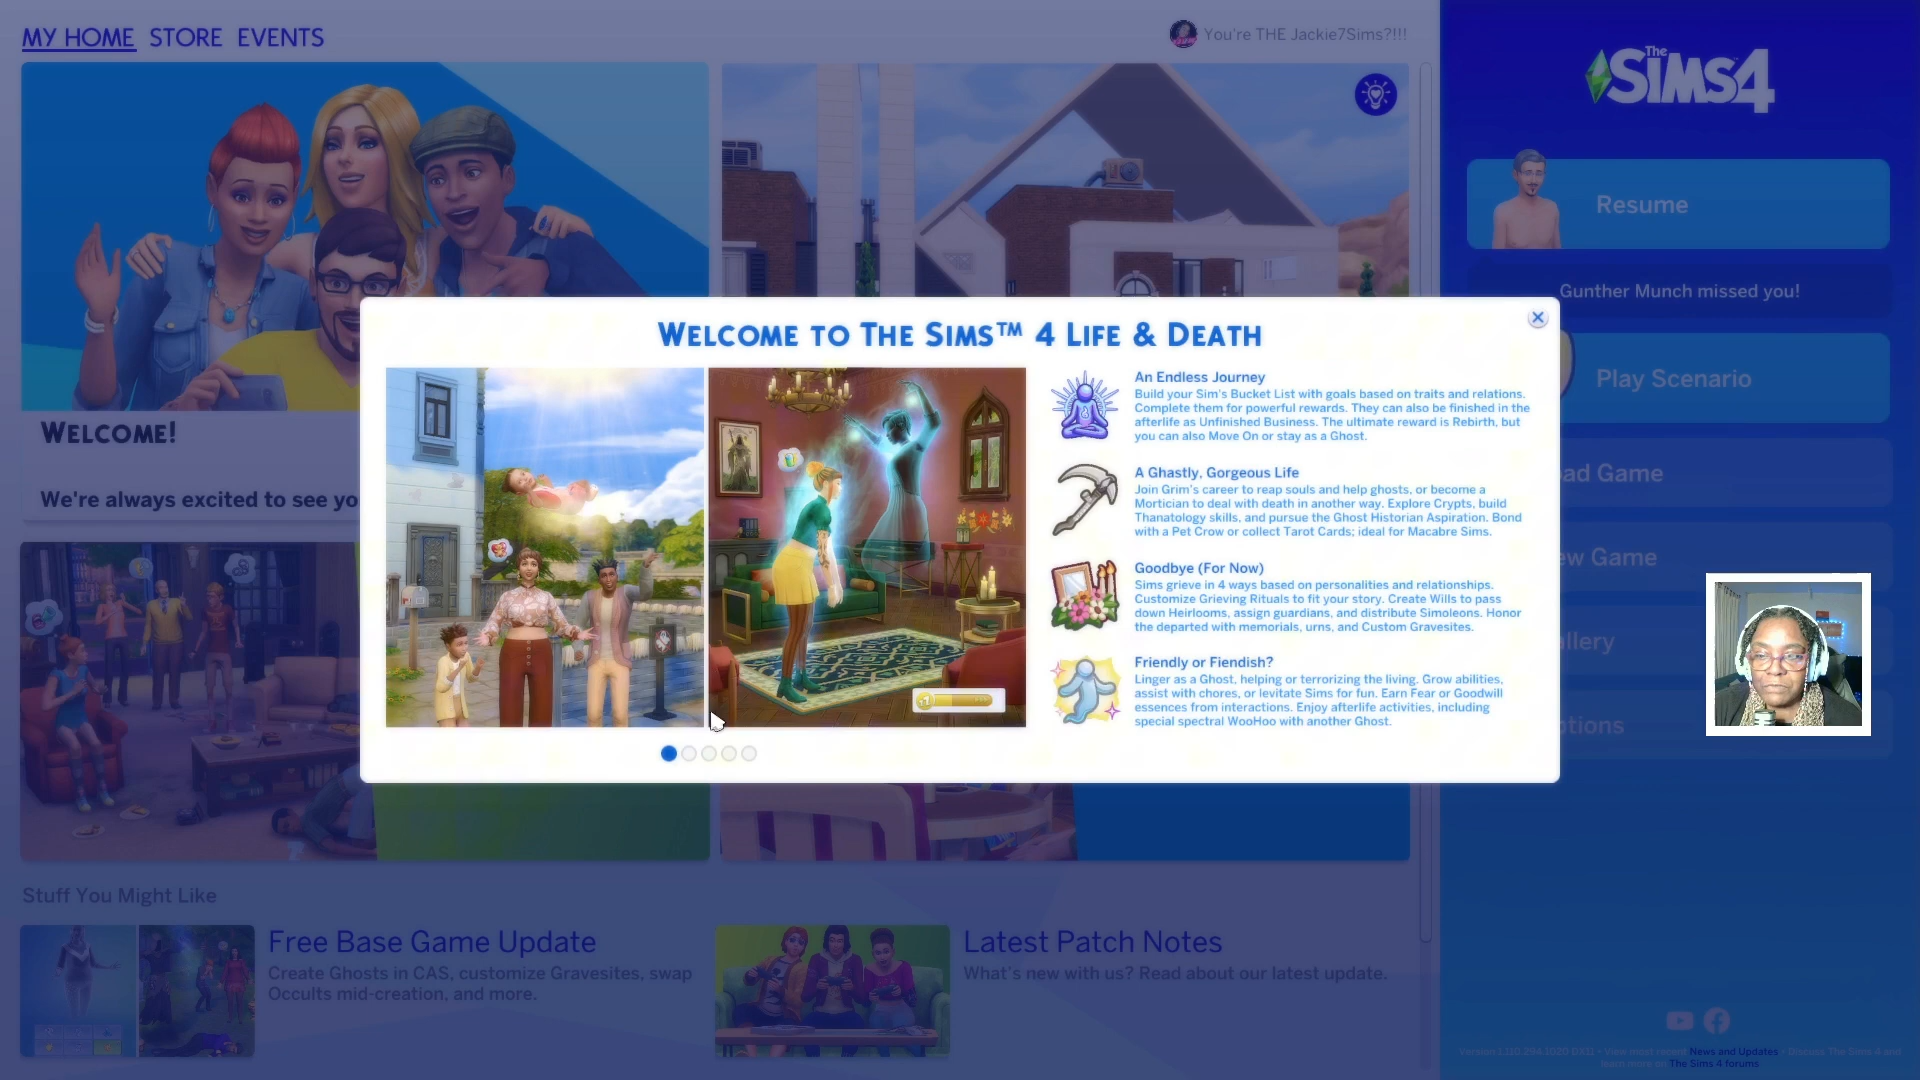 MY HOME STORE EVENTS
You're THE Jackie7Sims?!!!
The SiMS4
Resume
Gunther Munch missed you!
Play Scenario
ad Game
ew Game
allery
tions
WELCOME TO THE SIMS™ 4 LIFE & DEATH
An Endless Journey
Build your Sim's Bucket List with goals based on traits and relations.
Complete them for powerful rewards. They can also be finished in the
afterlife as Unfinished Business. The ultimate reward is Rebirth, but
you can also Move On or stay as a Ghost.
A Ghastly, Gorgeous Life
Join Grim's career to reap souls and help ghosts, or become a
Mortician to deal with death in another way. Explore Crypts, build
Thanatology skills, and pursue the Ghost Historian Aspiration. Bond
with a Pet Crow or collect Tarot Cards; ideal for Macabre Sims.
Goodbye (For Now)
Sims grieve in 4 ways based on personalities and relationships.
Customize Grieving Rituals to fit your story. Create Wills to pass
down Heirlooms, assign guardians, and distribute Simoleons. Honor
the departed with memorials, urns, and Custom Gravesites.
Friendly or Fiendish?
Linger as a Ghost, helping or terrorizing the living. Grow abilities,
assist with chores, or levitate Sims for fun. Earn Fear or Goodwill
essences from interactions. Enjoy afterlife activities, including
special spectral WooHoo with another Ghost.
WELCOME!
We're always excited to see yo
Stuff You Might Like
Free Base Game Update
Create Ghosts in CAS, customize Gravesites, swap
Occults mid-creation, and more.
Latest Patch Notes
What's new with us? Read about our latest update.
News and Updates - Discuss The Sims 4 and
The Sims 4 forums